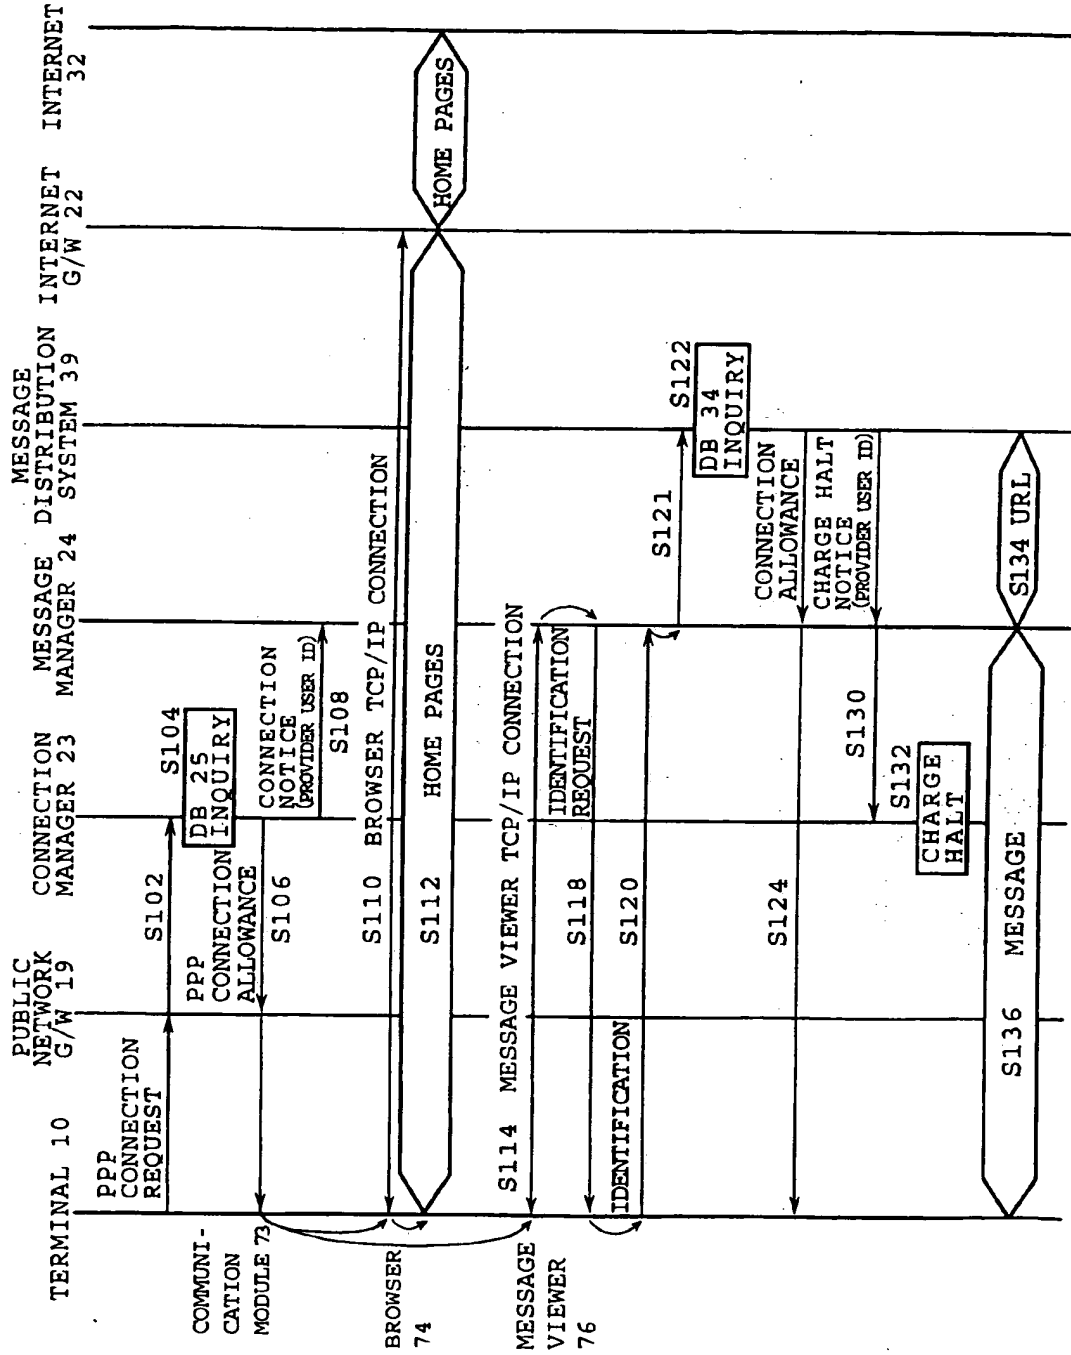 TERMINAL 10
PUBLIC
NETWORK
G/W 19
CONNECTION
MANAGER 23
MESSAGE
MANAGER 24
MESSAGE
DISTRIBUTION
SYSTEM 39
INTERNET
G/W 22
INTERNET
32
PPP
CONNECTION
REQUEST
S102
S104
DB 25
INQUIRY
COMMUNI-
CATION
MODULE 73
PPP
CONNECTION
ALLOWANCE
S106
CONNECTION
NOTICE
(PROVIDER USER ID)
S108
BROWSER
74
S110 BROWSER TCP/IP CONNECTION
S112 HOME PAGES
HOME PAGES
MESSAGE
VIEWER
76
S114 MESSAGE VIEWER TCP/IP CONNECTION
IDENTIFICATION
REQUEST
S118
IDENTIFICATION
S120
S121
S122
DB 34
INQUIRY
CONNECTION
ALLOWANCE
S124
CHARGE HALT
NOTICE
(PROVIDER USER ID)
S130
S132
CHARGE
HALT
S134 URL
S136 MESSAGE